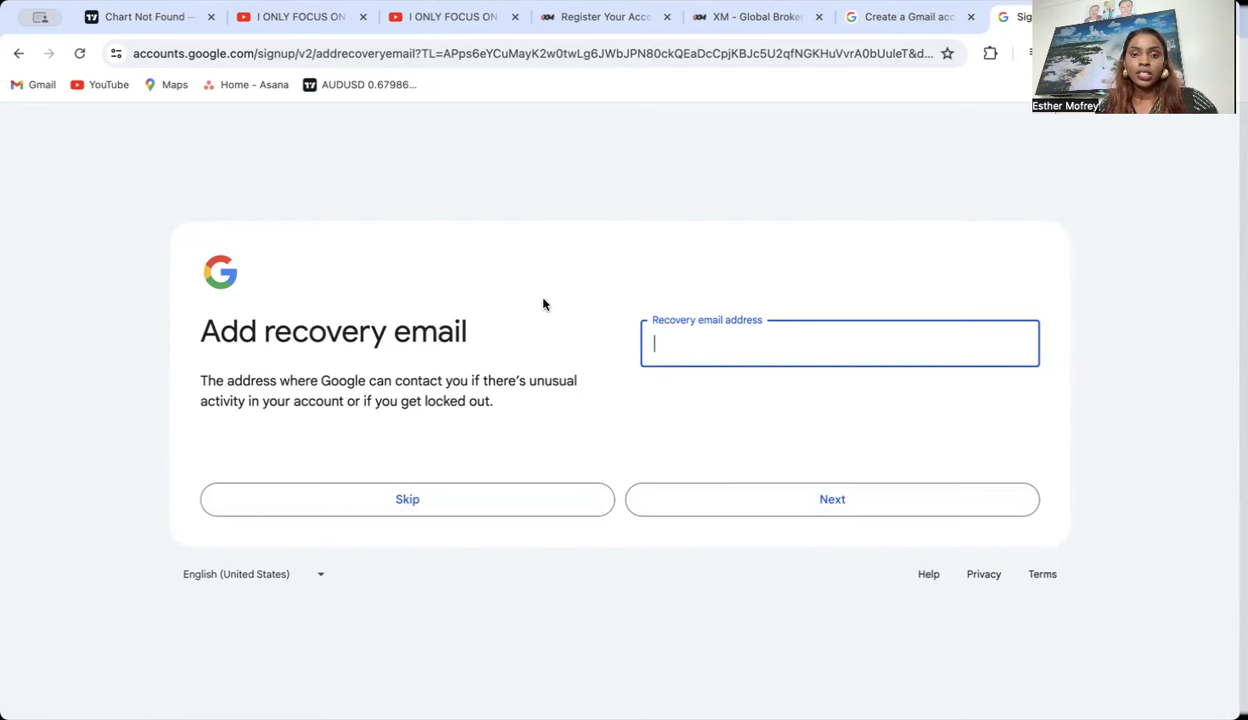 Chart Not Found —
I ONLY FOCUS ON
I ONLY FOCUS ON
Register Your Acco
XM - Global Broker
Create a Gmail acc
Sig
accounts.google.com/signup/v2/addrecoveryemail?TL=APps6eYCuMayK2w0twLg6JWbJPN80ckQEaDcCpjKBJc5U2qfNGKHuVvrA0bUuleT&d...
Gmail
YouTube
Maps
Home - Asana
AUDUSD 0.67986...
Esther Mofrey
Add recovery email
The address where Google can contact you if there's unusual
activity in your account or if you get locked out.
Recovery email address
Skip
Next
English (United States)
Help
Privacy
Terms